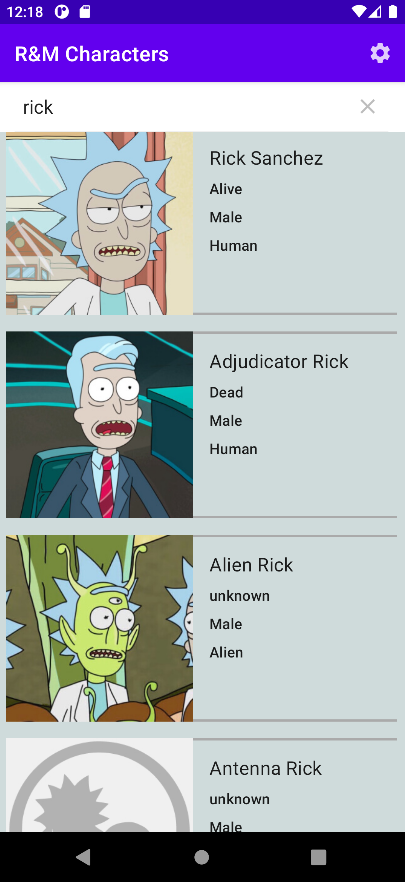 12:18
R&M Characters
rick
Rick Sanchez
Alive
Male
Human
Adjudicator Rick
Dead
Male
Human
Alien Rick
unknown
Male
Alien
Antenna Rick
unknown
Male